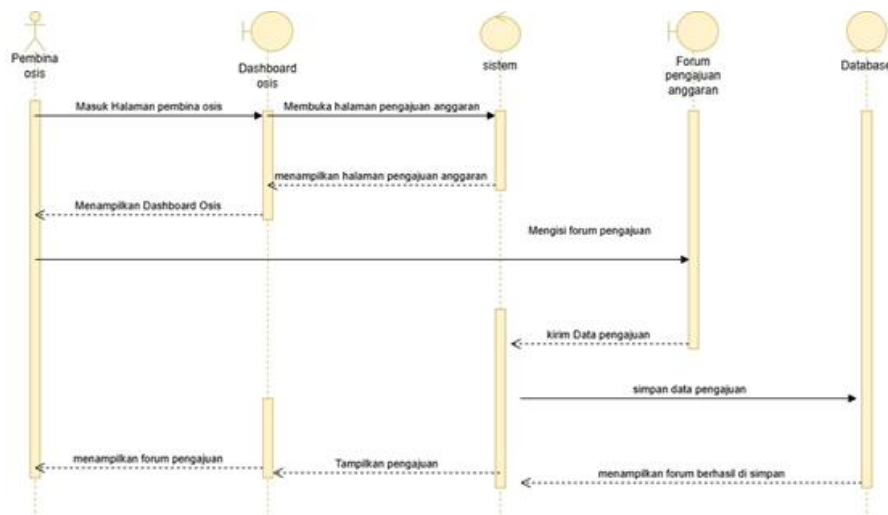 Pembina
osis
Dashboard
osis
sistem
Forum
pengajuan
anggaran
Database
Masuk Halaman pembina osis
Membuka halaman pengajuan anggaran
menampilkan halaman pengajuan anggaran
Menampilkan Dashboard Osis
Mengisi forum pengajuan
kirim Data pengajuan
simpan data pengajuan
menampilkan forum pengajuan
Tampilkan pengajuan
menampilkan forum berhasil di simpan